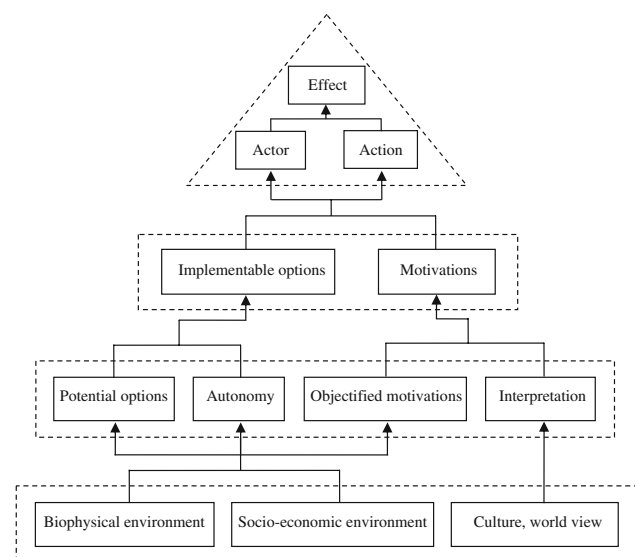 Effect
Actor
Action
Implementable options
Motivations
Potential options
Autonomy
Objectified motivations
Interpretation
Biophysical environment
Socio-economic environment
Culture, world view